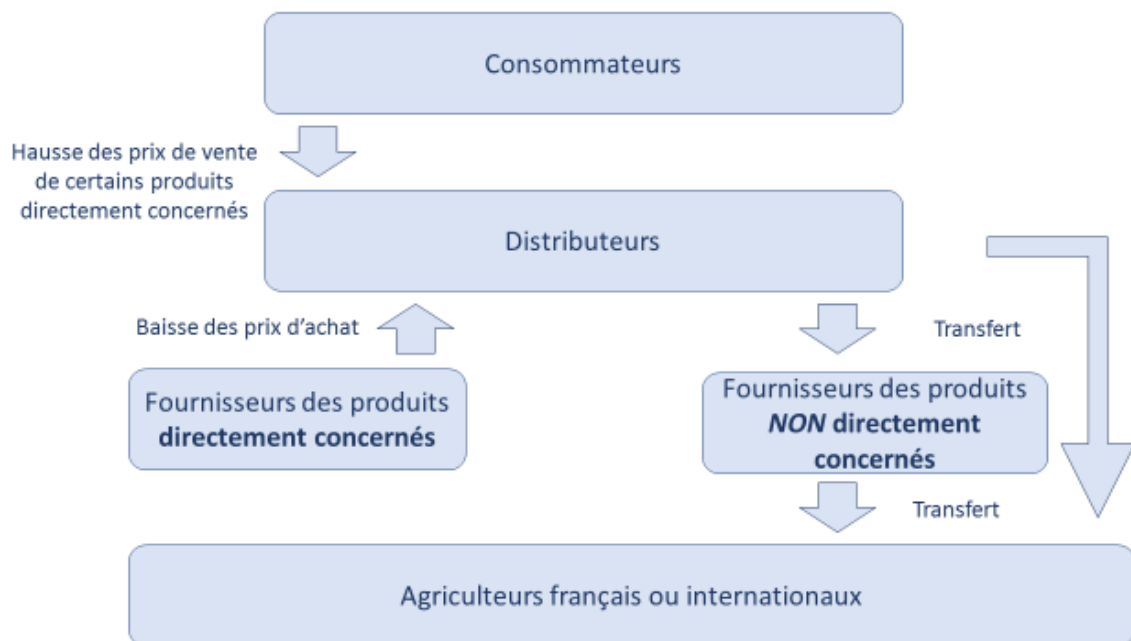 Consommateurs
Hausse des prix de vente
de certains produits
directement concernés
Distributeurs
Baisse des prix d’achat
Transfert
Fournisseurs des produits
directement concernés
Fournisseurs des produits
NON directement
concernés
Transfert
Agriculteurs français ou internationaux